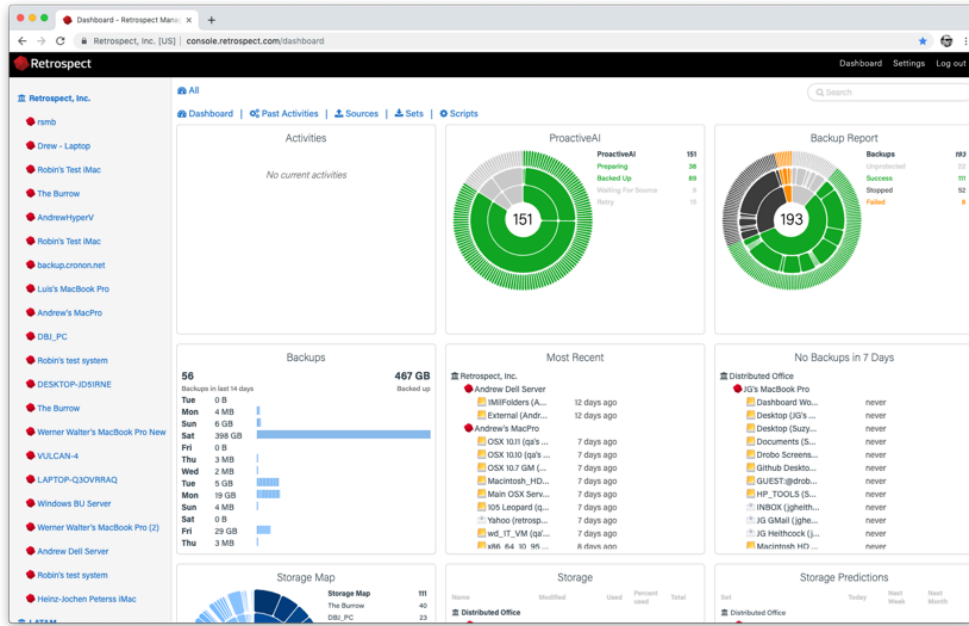 Dashboard - Retrospect Mana
Retrospect, Inc. [US] | console.retrospect.com/dashboard
Retrospect
Dashboard Settings Log out
Retrospect, Inc.
rsmb
Drew - Laptop
Robin's Test iMac
The Burrow
AndrewHyperV
Robin's Test iMac
backup.cronon.net
Luis's MacBook Pro
Andrew's MacPro
DBJ_PC
Robin's test system
DESKTOP-JD5IRNE
The Burrow
Werner Walter's MacBook Pro New
VULCAN-4
LAPTOP-Q3OVRRAQ
Windows BU Server
Werner Walter's MacBook Pro (2)
Andrew Dell Server
Robin's test system
Heinz-Jochen Peterss iMac
LATAM
All
Search
Dashboard | Past Activities | Sources | Sets | Scripts
Activities
No current activities
ProactiveAI
151
ProactiveAI 151
Preparing 38
Backed Up 89
Waiting For Source
Retry 15
Backup Report
193
Backups 193
Unprotected 22
Success 111
Stopped 52
Failed
Backups
56 467 GB
Backups in last 14 days Backed up
Tue 0 B
Mon 4 MB
Sun 6 GB
Sat 398 GB
Fri 0 B
Thu 3 MB
Wed 2 MB
Tue 5 GB
Mon 19 GB
Sun 4 MB
Sat 0 B
Fri 29 GB
Thu 3 MB
Most Recent
Retrospect, Inc.
Andrew Dell Server
1MilFolders (A... 12 days ago
External (Andr... 12 days ago
Andrew's MacPro
OSX 10.11 (qa's ... 7 days ago
OSX 10.10 (qa's ... 7 days ago
OSX 10.7 GM (... 7 days ago
Macintosh_HD... 7 days ago
Main OSX Serv... 7 days ago
105 Leopard (q... 7 days ago
Yahoo (retrosp... 7 days ago
wd_IT_VM (qa'... 7 days ago
x86_64_10_95 ... 8 days ago
No Backups in 7 Days
Distributed Office
JG's MacBook Pro
Dashboard Wo... never
Desktop (JG's ... never
Desktop (Suzy... never
Documents (S... never
Drobo Screens... never
Github Deskto... never
GUEST:@drob... never
HP_TOOLS (S... never
INBOX (jgheith... never
JG GMail (jghe... never
JG Heithcock (j... never
Macintosh HD ... never
Storage Map
Storage Map 111
The Burrow 40
DBJ_PC 23
Storage
Name Modified Used Percent used Total
Distributed Office
Storage Predictions
Set Today Next Week Next Month
Distributed Office